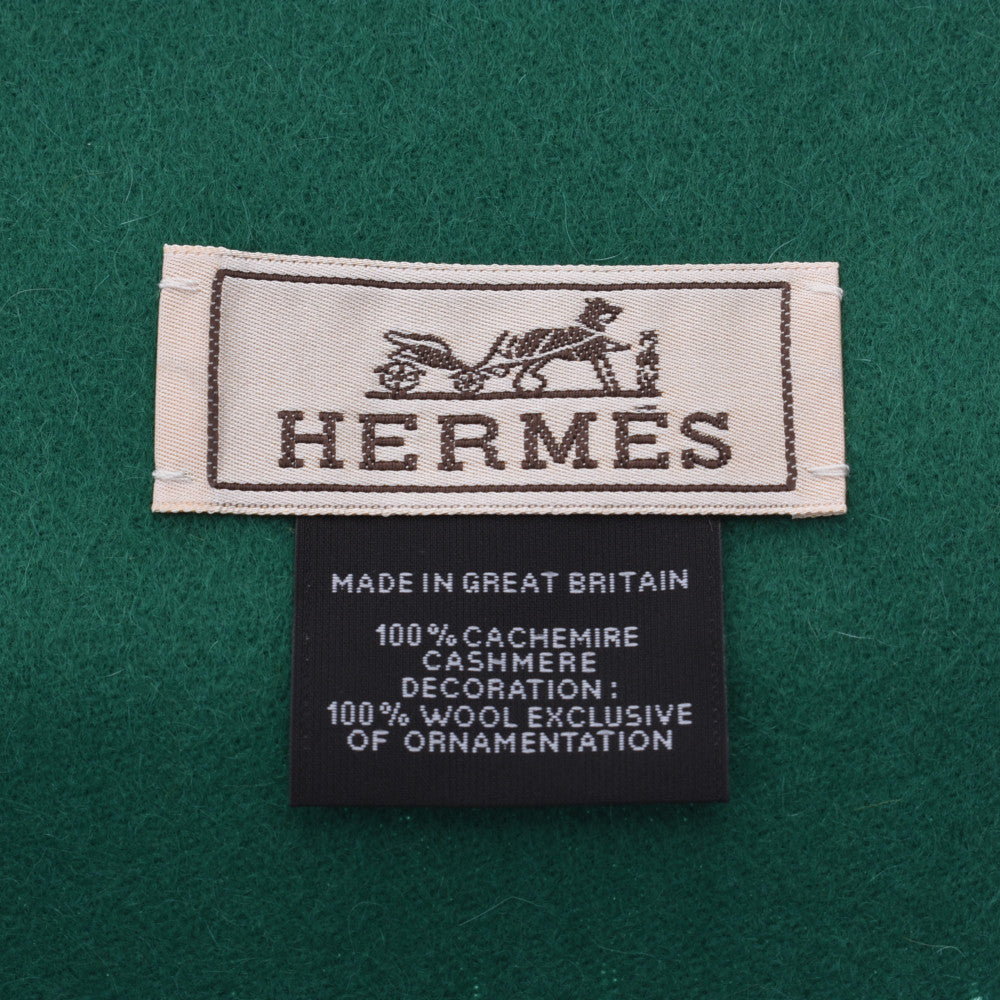 HERMÈS
MADE IN GREAT BRITAIN
100% CACHEMIRE
CASHMERE
DECORATION :
100% WOOL EXCLUSIVE
OF ORNAMENTATION